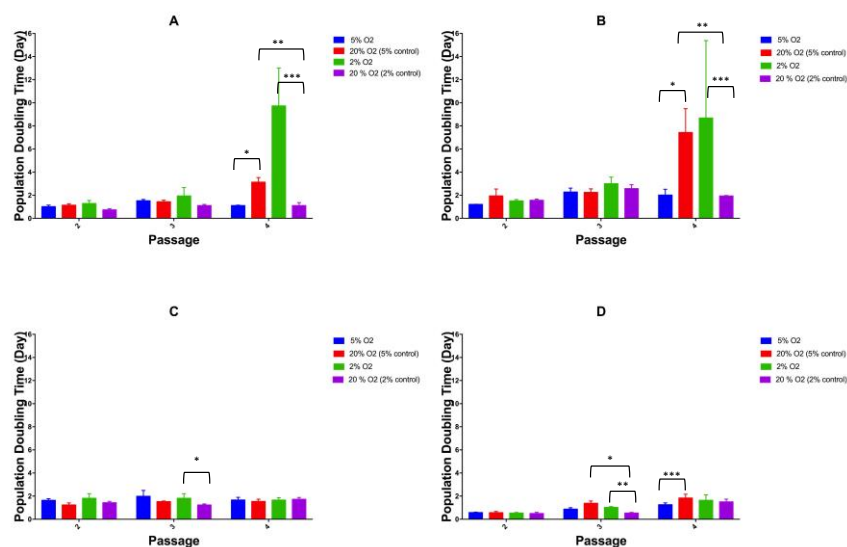 A
Population Doubling Time (Day)
16
14
12
10
8
6
4
2
0
5% O2
20% O2 (5% control)
2% O2
20 % O2 (2% control)
**
***
*
2
3
4
Passage
B
Population Doubling Time (Day)
16
14
12
10
8
6
4
2
0
5% O2
20% O2 (5% control)
2% O2
20 % O2 (2% control)
**
*
***
2
3
4
Passage
C
Population Doubling Time (Day)
16
14
12
10
8
6
4
2
0
5% O2
20% O2 (5% control)
2% O2
20 % O2 (2% control)
*
2
3
4
Passage
D
Population Doubling Time (Day)
16
14
12
10
8
6
4
2
0
5% O2
20% O2 (5% control)
2% O2
20 % O2 (2% control)
*
**
***
2
3
4
Passage